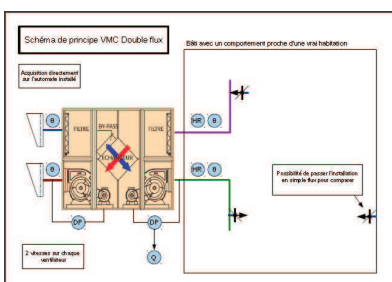 Schéma de principe VMC Double flux
Bâti avec un comportement proche d'une vrai habitation
Acquisition directement
sur l'automate installé
θ
HR θ
FILTRE
BY-PASS
FILTRE
ECHANGEUR
θ
HR θ
Possibilité de passer l'installation
en simple flux pour comparer
DP
DP
2 vitesses sur chaque
ventilateur
Q